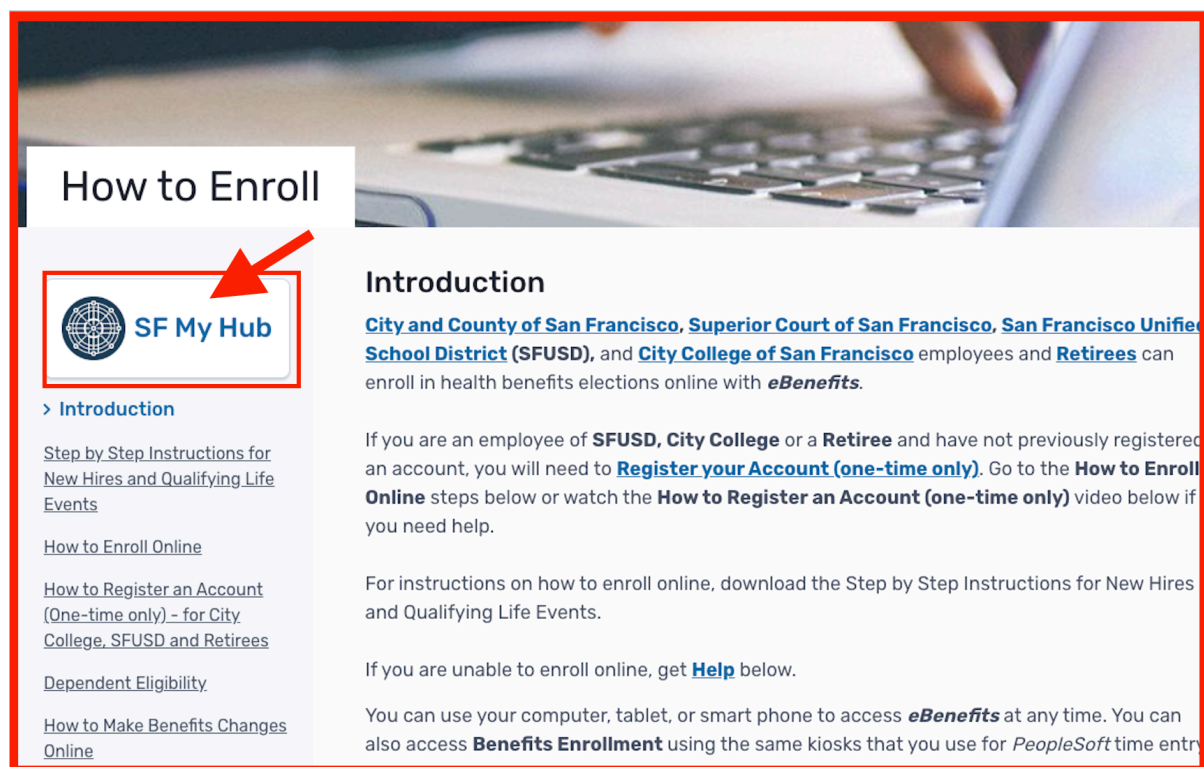 How to Enroll
SF My Hub
Introduction
Step by Step Instructions for
New Hires and Qualifying Life
Events
How to Enroll Online
How to Register an Account
(One-time only) - for City
College, SFUSD and Retirees
Dependent Eligibility
How to Make Benefits Changes
Online
Introduction
City and County of San Francisco, Superior Court of San Francisco, San Francisco
School District (SFUSD), and City College of San Francisco employees and Retirees can
enroll in health benefits elections online with eBenefits.
If you are an employee of SFUSD, City College or a Retiree and have not previously registered
an account, you will need to Register your Account (one-time only). Go to the How to Enroll
Online steps below or watch the How to Register an Account (one-time only) video below if
you need help.
For instructions on how to enroll online, download the Step by Step Instructions for New Hires
and Qualifying Life Events.
If you are unable to enroll online, get Help below.
You can use your computer, tablet, or smart phone to access eBenefits at any time. You can
also access Benefits Enrollment using the same kiosks that you use for PeopleSoft time